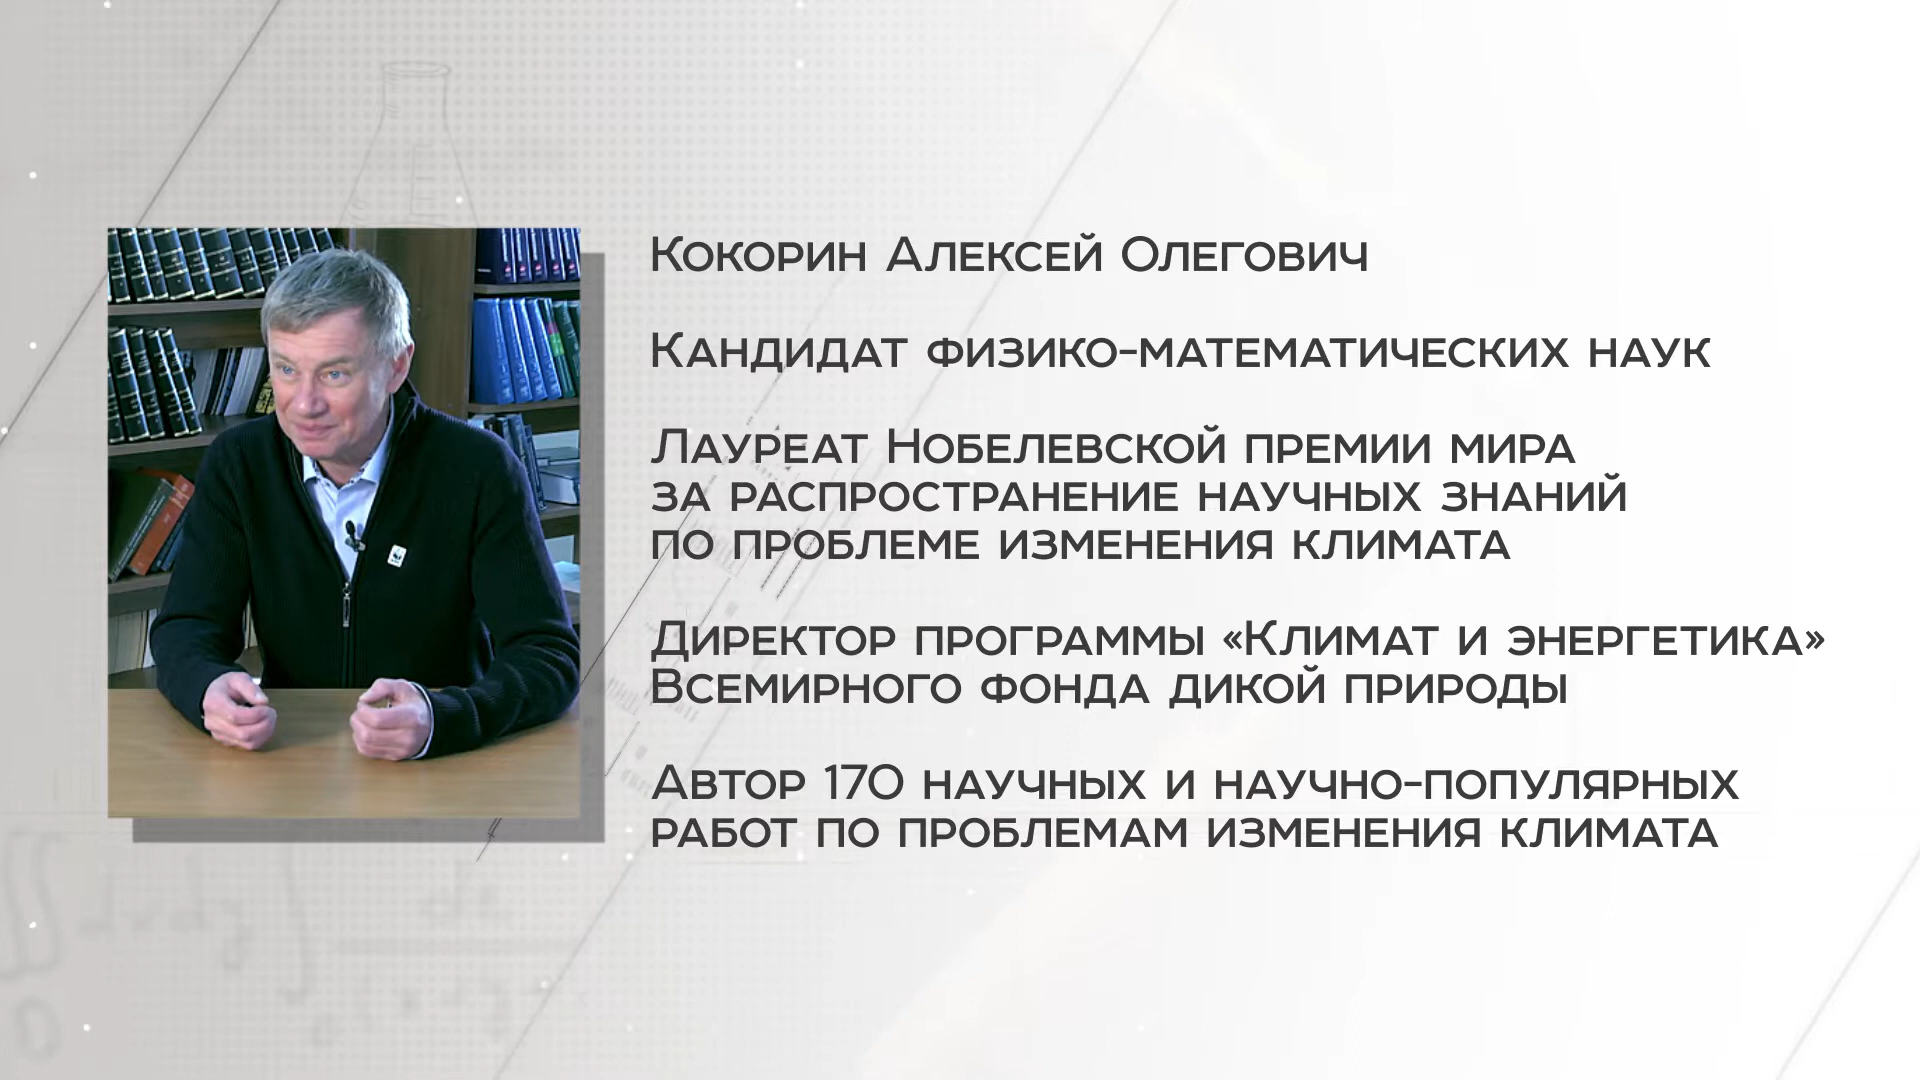 Кокорин Алексей Олегович
Кандидат физико-математических наук
Лауреат Нобелевской премии мира
за распространение научных знаний
по проблеме изменения климата
Директор программы «Климат и энергетика»
Всемирного фонда дикой природы
Автор 170 научных и научно-популярных
работ по проблемам изменения климата